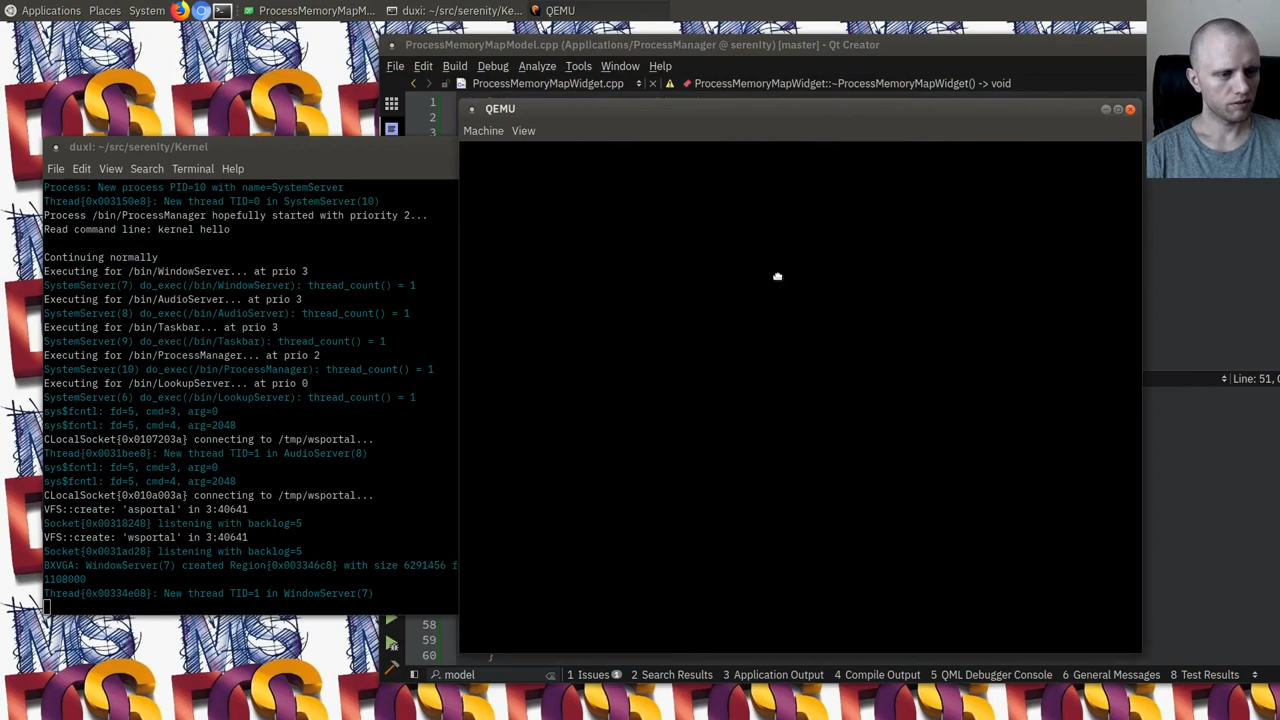 Applications Places System ProcessMemoryMapM... duxi: ~/src/serenity/Ke... QEMU
ProcessMemoryMapModel.cpp (Applications/ProcessManager @ serenity) [master] - Qt Creator
File Edit Build Debug Analyze Tools Window Help
ProcessMemoryMapWidget.cpp ProcessMemoryMapWidget::~ProcessMemoryMapWidget() -> void
1
2
3
QEMU
Machine View
duxi: ~/src/serenity/Kernel
File Edit View Search Terminal Help
Process: New process PID=10 with name=SystemServer
Thread{0x003150e8}: New thread TID=0 in SystemServer(10)
Process /bin/ProcessManager hopefully started with priority 2...
Read command line: kernel hello
Continuing normally
Executing for /bin/WindowServer... at prio 3
SystemServer(7) do_exec(/bin/WindowServer): thread_count() = 1
Executing for /bin/AudioServer... at prio 3
SystemServer(8) do_exec(/bin/AudioServer): thread_count() = 1
Executing for /bin/Taskbar... at prio 3
SystemServer(9) do_exec(/bin/Taskbar): thread_count() = 1
Executing for /bin/ProcessManager... at prio 2
SystemServer(10) do_exec(/bin/ProcessManager): thread_count() = 1
Executing for /bin/LookupServer... at prio 0
SystemServer(6) do_exec(/bin/LookupServer): thread_count() = 1
sys$fcntl: fd=5, cmd=3, arg=0
sys$fcntl: fd=5, cmd=4, arg=2048
CLocalSocket{0x0107203a} connecting to /tmp/wsportal...
Thread{0x0031bee8}: New thread TID=1 in AudioServer(8)
sys$fcntl: fd=5, cmd=3, arg=0
sys$fcntl: fd=5, cmd=4, arg=2048
CLocalSocket{0x010a003a} connecting to /tmp/wsportal...
VFS::create: 'asportal' in 3:40641
Socket{0x00318248} listening with backlog=5
VFS::create: 'wsportal' in 3:40641
Socket{0x0031ad28} listening with backlog=5
BXVGA: WindowServer(7) created Region{0x003346c8} with size 6291456 f
1108000
Thread{0x00334e08}: New thread TID=1 in WindowServer(7)
Line: 51, C
58
59
60 }
model 1 Issues 1 2 Search Results 3 Application Output 4 Compile Output 5 QML Debugger Console 6 General Messages 8 Test Results